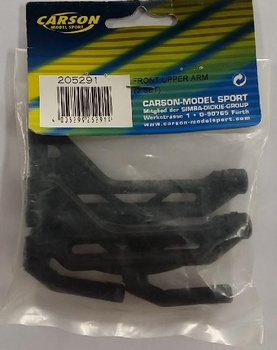 CARSON
MODEL SPORT
205291
FRONT UPPER ARM
CARSON-MODEL SPORT
Mitglied der SIMBA-DICKIE-GROUP
Werkstrasse 1 • D-90765 Fürth
www.carson-modelsport.com